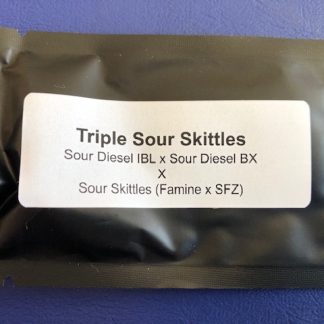 Triple Sour Skittles
Sour Diesel IBL x Sour Diesel BX
X
Sour Skittles (Famine x SFZ)